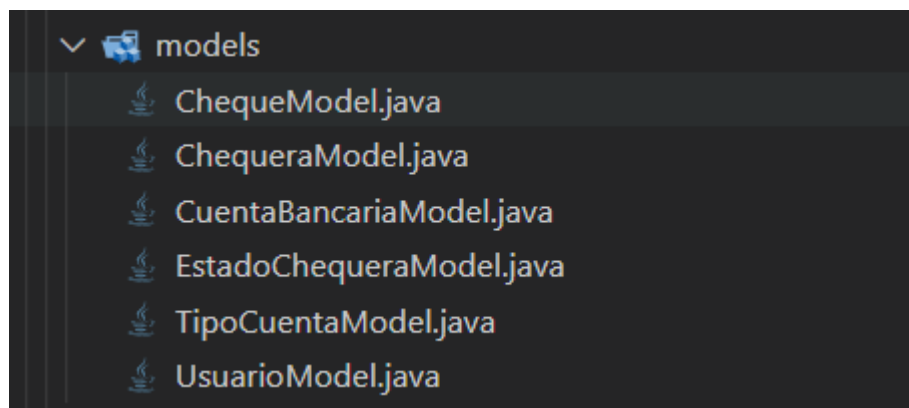 models
ChequeModel.java
ChequeraModel.java
CuentaBancariaModel.java
EstadoChequeraModel.java
TipoCuentaModel.java
UsuarioModel.java